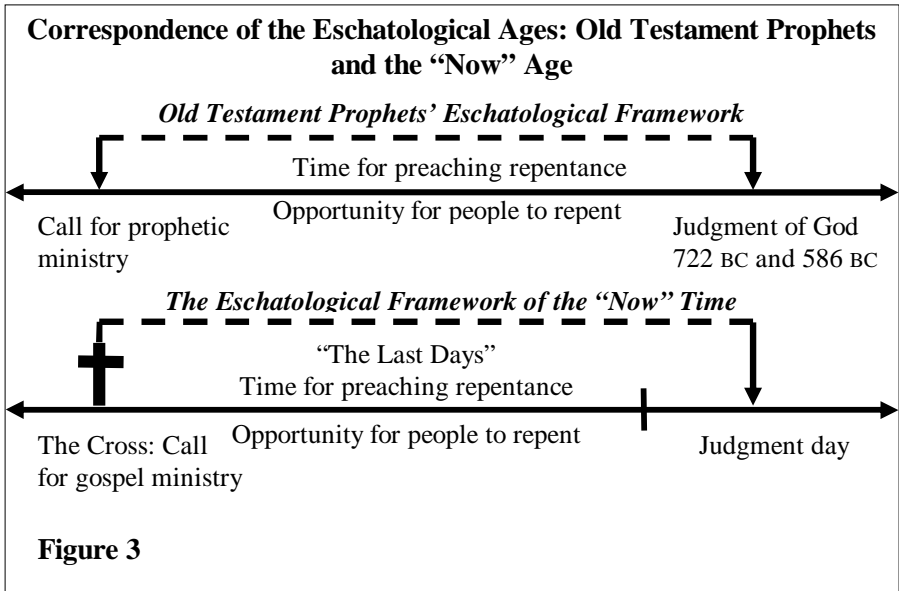 Correspondence of the Eschatological Ages: Old Testament Prophets
and the “Now” Age
Old Testament Prophets’ Eschatological Framework
Time for preaching repentance
Opportunity for people to repent
Call for prophetic
ministry
Judgment of God
722 BC and 586 BC
The Eschatological Framework of the “Now” Time
“The Last Days”
Time for preaching repentance
Opportunity for people to repent
The Cross: Call
for gospel ministry
Judgment day
Figure 3